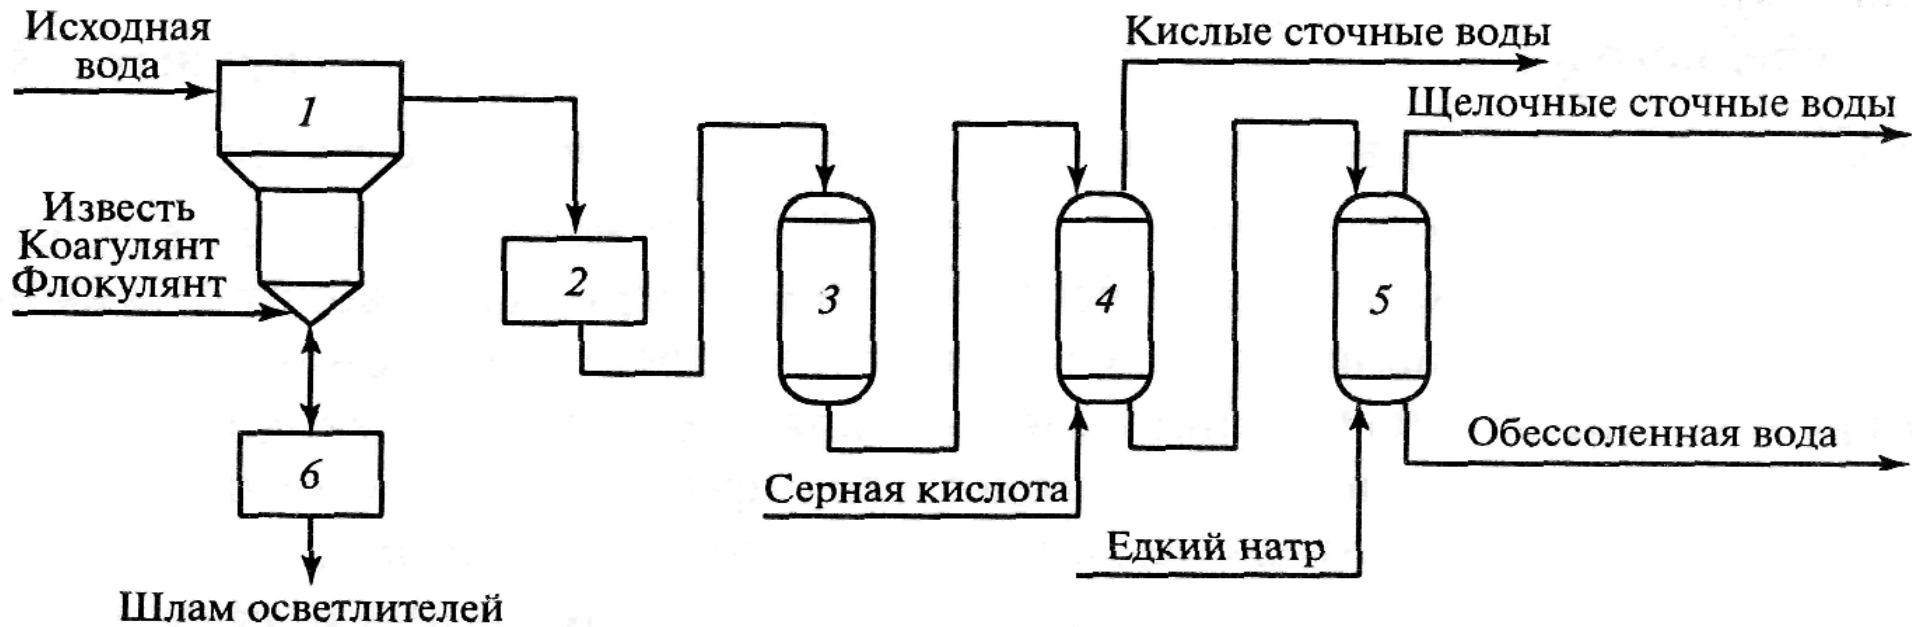 Исходная
вода
1
Известь
Коагулянт
Флокулянт
6
Шлам осветлителей
2
3
4
5
Кислые сточные воды
Щелочные сточные воды
Серная кислота
Едкий натр
Обессоленная вода